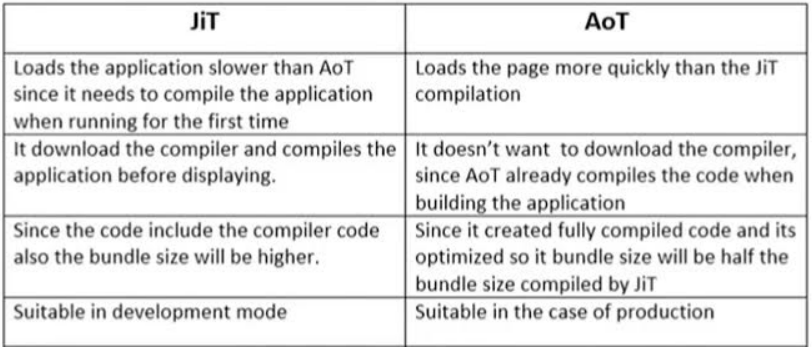 JiT
AoT
Loads the application slower than AoT
since it needs to compile the application
when running for the first time
Loads the page more quickly than the JiT
compilation
It download the compiler and compiles the
application before displaying.
It doesn't want to download the compiler,
since AoT already compiles the code when
building the application
Since the code include the compiler code
also the bundle size will be higher.
Since it created fully compiled code and its
optimized so it bundle size will be half the
bundle size compiled by JiT
Suitable in development mode
Suitable in the case of production